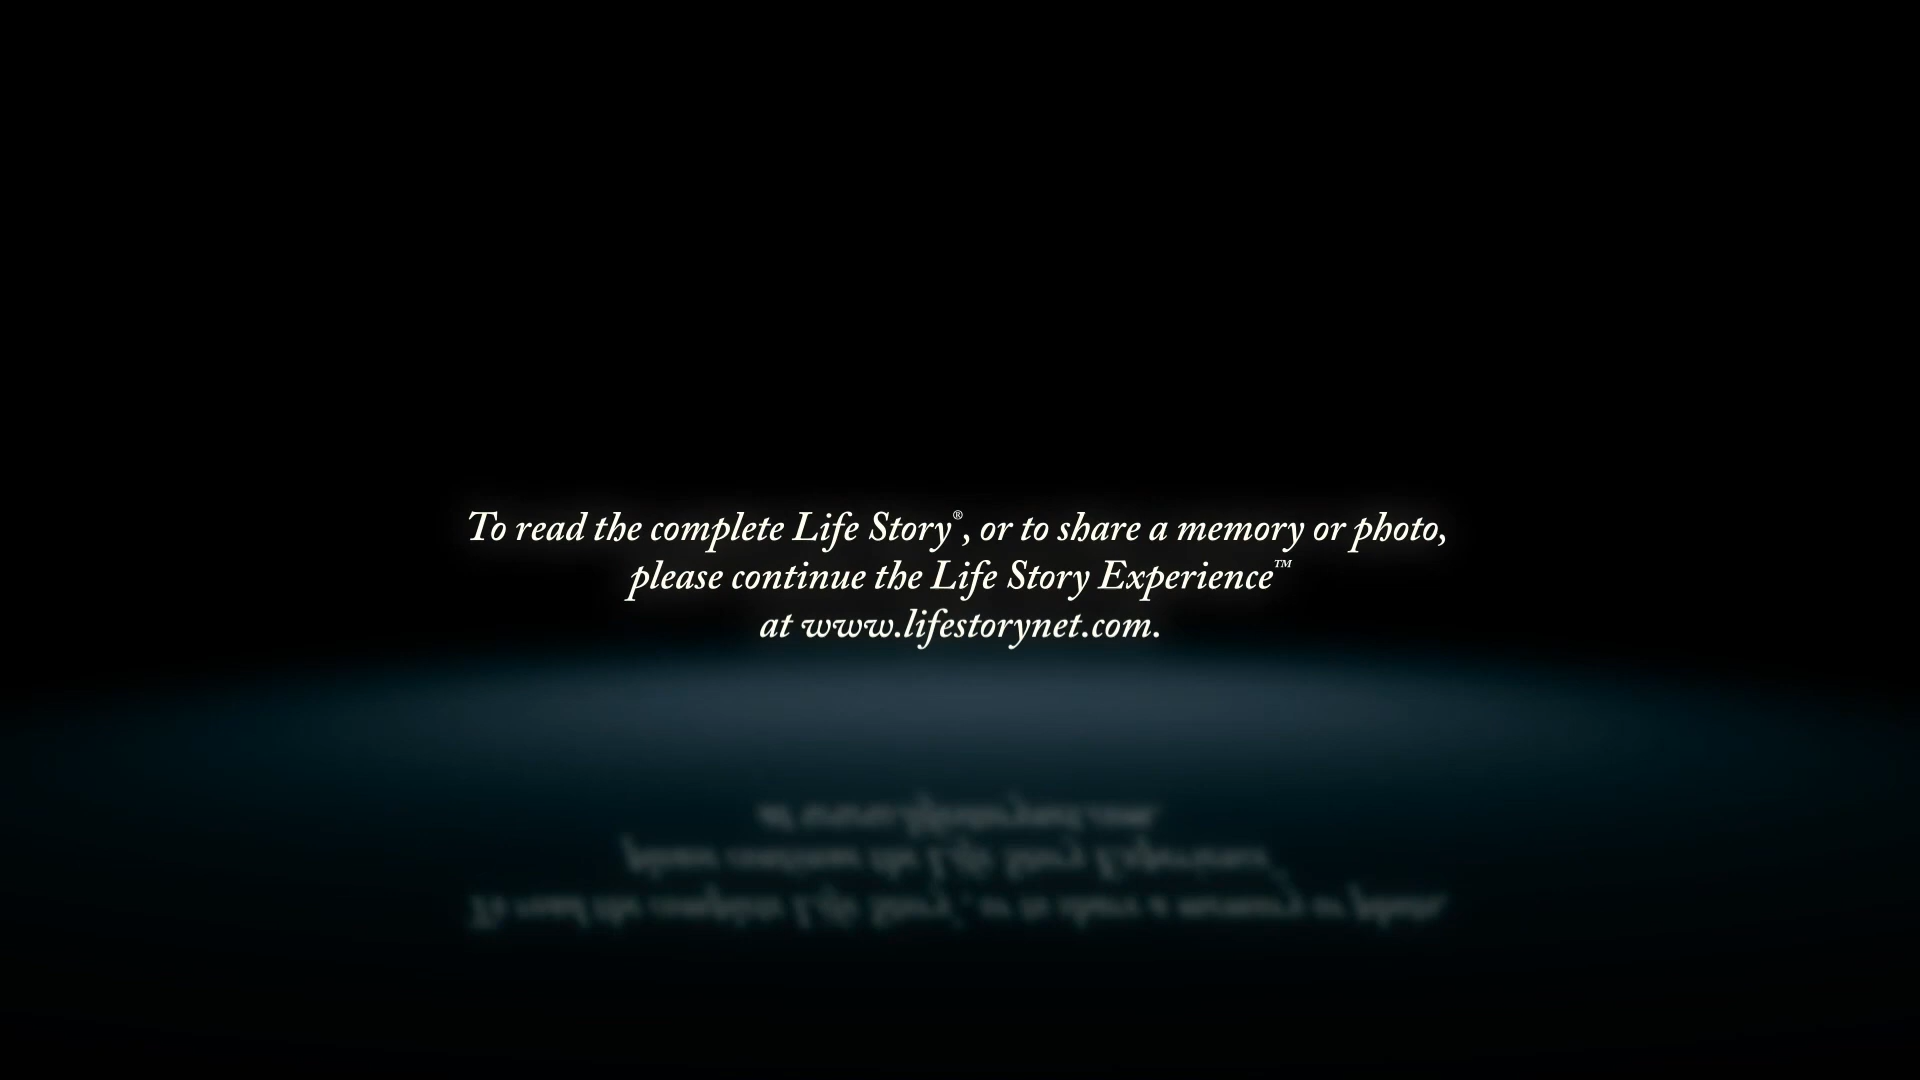 To read the complete Life Story®, or to share a memory or photo,
please continue the Life Story Experience™
at www.lifestorynet.com.